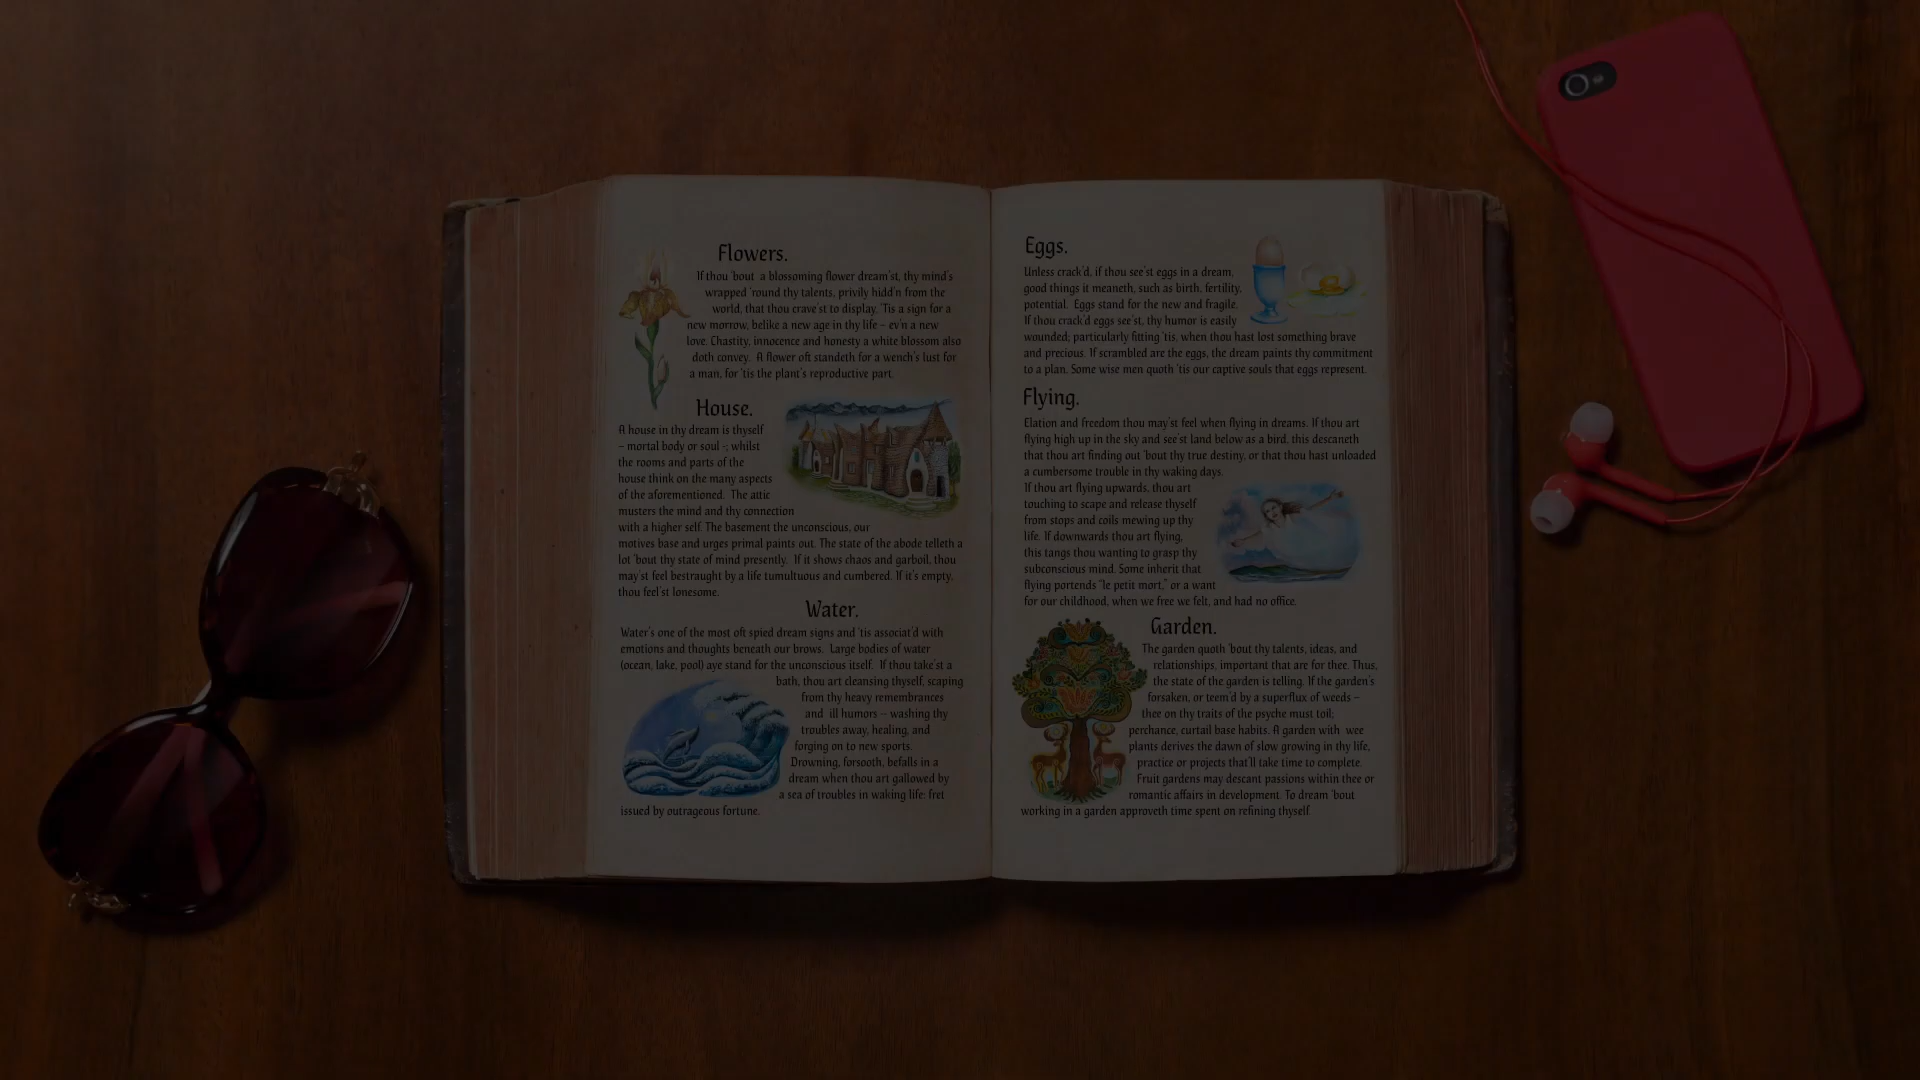 Flowers.
If thou 'bout a blossoming flower dream'st, thy mind's
wrapped 'round thy talents, privily hidd'n from the
world, that thou crave st to display. 'Tis a sign for a
new morrow, belike a new age in thy life – ev'n a new
love. Chastity, innocence and honesty a white blossom also
doth convey. A flower oft standeth for a wench's lust for
a man, for 'tis the plant's reproductive part.
House.
A house in thy dream is thyself
– mortal body or soul -; whilst
the rooms and parts of the
house think on the many aspects
of the aforementioned. The attic
musters the mind and thy connection
with a higher self. The basement the unconscious, our
motives base and urges primal paints out. The state of the abode telleth a
lot 'bout thy state of mind presently. If it shows chaos and garboil, thou
may'st feel bestraught by a life tumultuous and cumbered. If it's empty,
thou feel'st lonesome.
Water.
Water's one of the most oft spied dream signs and 'tis associat'd with
emotions and thoughts beneath our brows. Large bodies of water
(ocean, lake, pool) aye stand for the unconscious itself. If thou take'st a
bath, thou art cleansing thyself, scaping
from thy heavy remembrances
and ill humors – washing thy
troubles away, healing, and
forging on to new sports.
Drowning, forsooth, befalls in a
dream when thou art gallowed by
a sea of troubles in waking life: fret
issued by outrageous fortune.
Eggs.
Unless crack'd, if thou see'st eggs in a dream,
good things it meaneth, such as birth, fertility,
potential. Eggs stand for the new and fragile.
If thou crack'd eggs see'st, thy humor is easily
wounded; particularly fitting 'tis, when thou hast lost something brave
and precious. If scrambled are the eggs, the dream paints thy commitment
to a plan. Some wise men quoth 'tis our captive souls that eggs represent.
Flying.
Elation and freedom thou may'st feel when flying in dreams. If thou art
flying high up in the sky and see'st land below as a bird, this descaneth
that thou art finding out 'bout thy true destiny, or that thou hast unloaded
a cumbersome trouble in thy waking days.
If thou art flying upwards, thou art
touching to scape and release thyself
from stops and coils mewing up thy
life. If downwards thou art flying,
this tangs thou wanting to grasp thy
subconscious mind. Some inherit that
flying portends "le petit mort," or a want
for our childhood, when we free we felt, and had no office.
Garden.
The garden quoth 'bout thy talents, ideas, and
relationships, important that are for thee. Thus,
the state of the garden is telling. If the garden's
forsaken, or teem'd by a superflux of weeds –
thee on thy traits of the psyche must toil;
perchance, curtail base habits. A garden with wee
plants derives the dawn of slow growing in thy life,
practice or projects that'll take time to complete.
Fruit gardens may descant passions within thee or
romantic affairs in development. To dream 'bout
working in a garden approveth time spent on refining thyself.